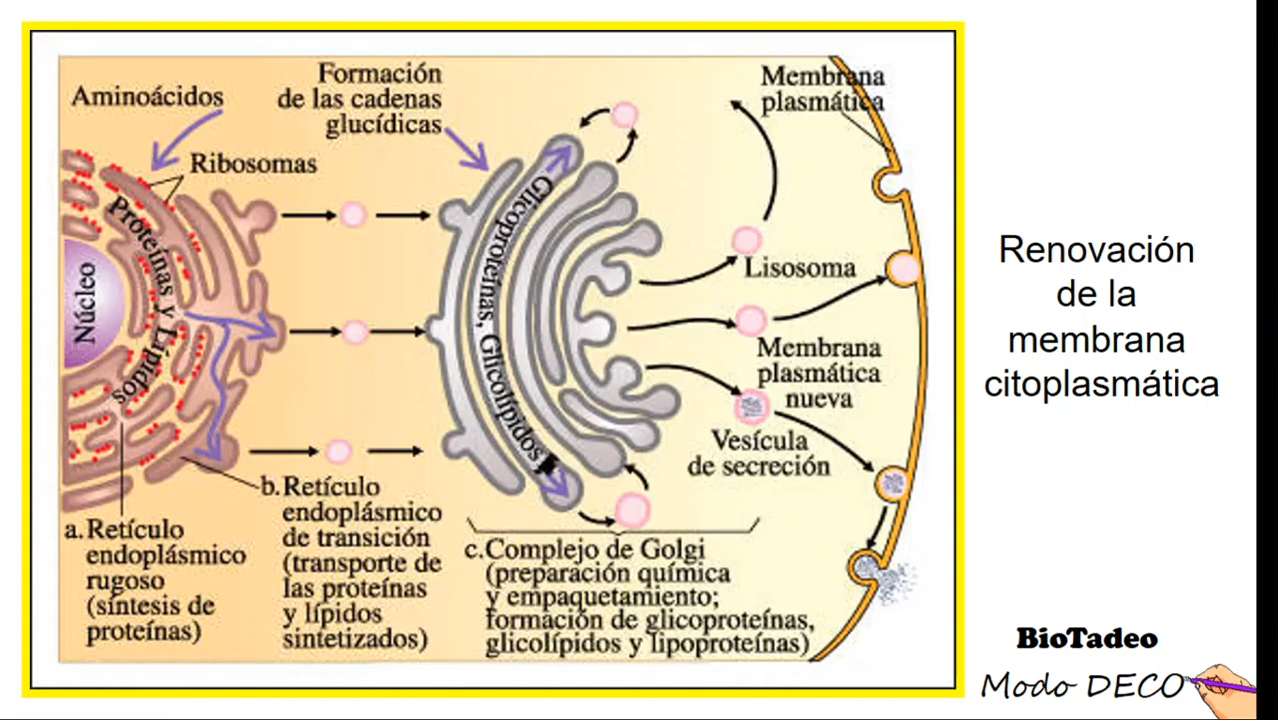 Aminoácidos
Formación
de las cadenas
glucídicas
Membrana
plasmática
Ribosomas
Proteínas y Lípidos
Núcleo
Glicoproteínas, Glicolípidos
Lisosoma
Membrana
plasmática
nueva
Vesícula
de secreción
a. Retículo
endoplásmico
rugoso
(síntesis de
proteínas)
b. Retículo
endoplásmico
de transición
(transporte de
las proteínas
y lípidos
sintetizados)
c. Complejo de Golgi
(preparación química
y empaquetamiento;
formación de glicoproteínas,
glicolípidos y lipoproteínas)
Renovación
de la
membrana
citoplasmática
BioTadeo
Modo DECO